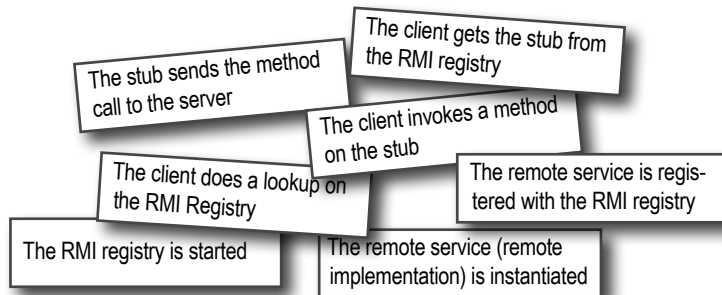 The client gets the stub from
the RMI registry
The stub sends the method
call to the server
The client invokes a method
on the stub
The client does a lookup on
the RMI Registry
The remote service is regis-
tered with the RMI registry
The RMI registry is started
The remote service (remote
implementation) is instantiated